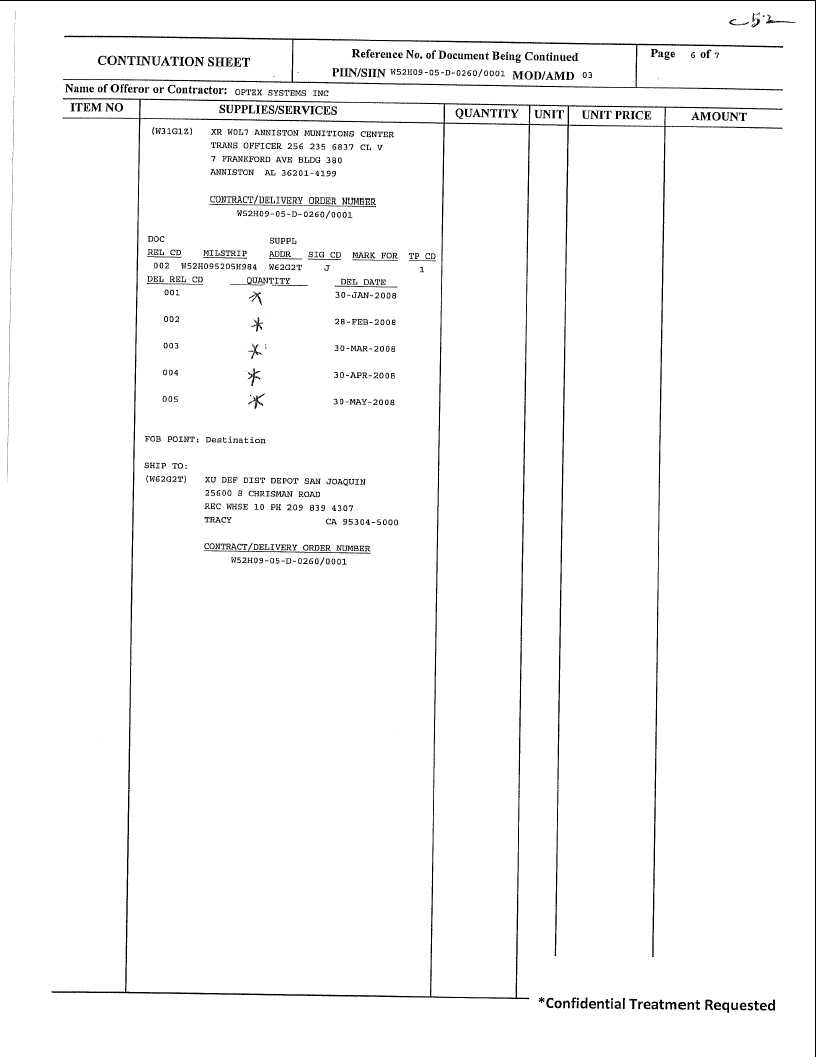 c52
CONTINUATION SHEET
Reference No. of Document Being Continued
PIIN/SIIN W52H09-05-D-0260/0001 MOD/AMD 03
Page 6 of 7
Name of Offeror or Contractor: OPTEX SYSTEMS INC
ITEM NO SUPPLIES/SERVICES QUANTITY UNIT UNIT PRICE AMOUNT
(W31G1Z) XR W0L7 ANNISTON MUNITIONS CENTER
TRANS OFFICER 256 235 6837 CL V
7 FRANKFORD AVE BLDG 380
ANNISTON AL 36201-4199
CONTRACT/DELIVERY ORDER NUMBER
W52H09-05-D-0260/0001
DOC SUPPL
REL CD MILSTRIP ADDR SIG CD MARK FOR TP CD
002 W52H095205H984 W62G2T J 1
DEL REL CD QUANTITY DEL DATE
001 * 30-JAN-2008
002 * 28-FEB-2008
003 * 30-MAR-2008
004 * 30-APR-2008
005 * 30-MAY-2008
FOB POINT: Destination
SHIP TO:
(W62G2T) XU DEF DIST DEPOT SAN JOAQUIN
25600 S CHRISMAN ROAD
REC WHSE 10 PH 209 839 4307
TRACY CA 95304-5000
CONTRACT/DELIVERY ORDER NUMBER
W52H09-05-D-0260/0001
*Confidential Treatment Requested